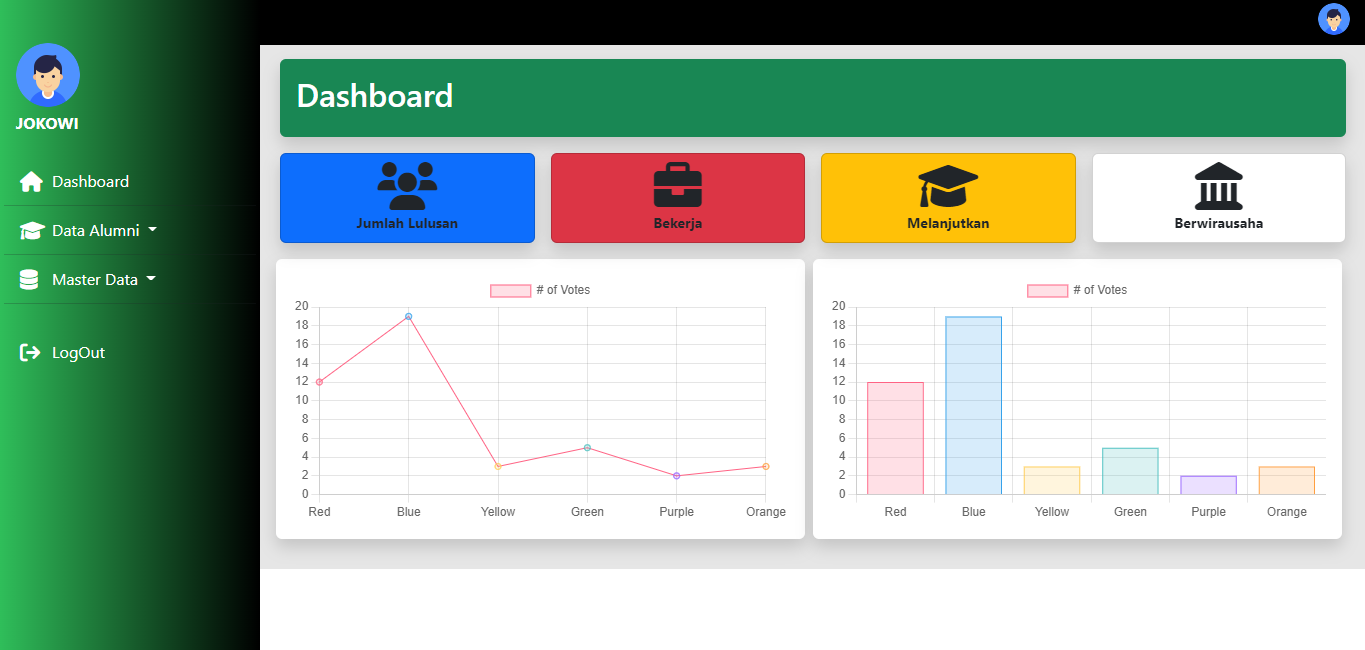 JOKOWI
Dashboard
Data Alumni
Master Data
LogOut
Dashboard
Jumlah Lulusan
Bekerja
Melanjutkan
Berwirausaha
# of Votes
20
18
16
14
12
10
8
6
4
2
0
Red Blue Yellow Green Purple Orange
# of Votes
20
18
16
14
12
10
8
6
4
2
0
Red Blue Yellow Green Purple Orange